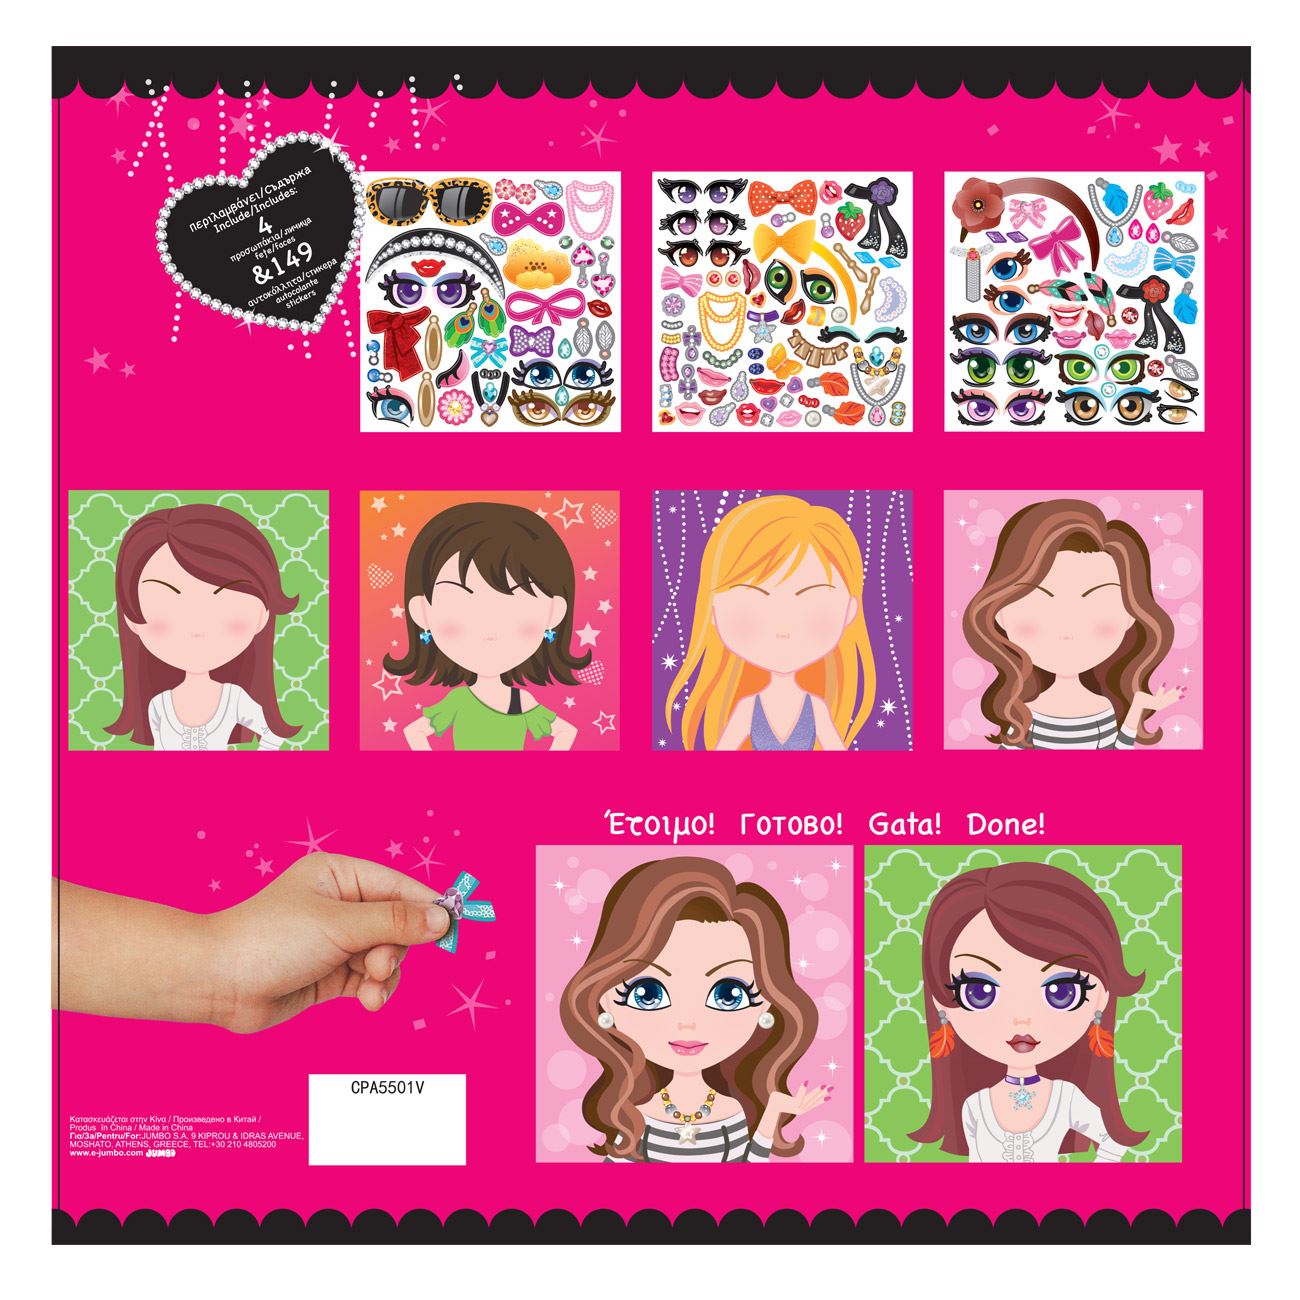 περιλαμβάνει/Съдържа
Include/Includes:
4
προσωπάκια/личица
feţe/faces
&149
αυτοκόλλητα/стикера
autocolante
stickers
Έτοιμο! Готово! Gata! Done!
CPA5501V
Κατασκευάζεται στην Κίνα / Произведено в Китай /
Produs In China / Made in China
Για/За/Pentru/For:JUMBO S.A. 9 KIPROU & IDRAS AVENUE,
MOSHATO, ATHENS, GREECE, TEL:+30 210 4805200
www.e-jumbo.com JUMBO